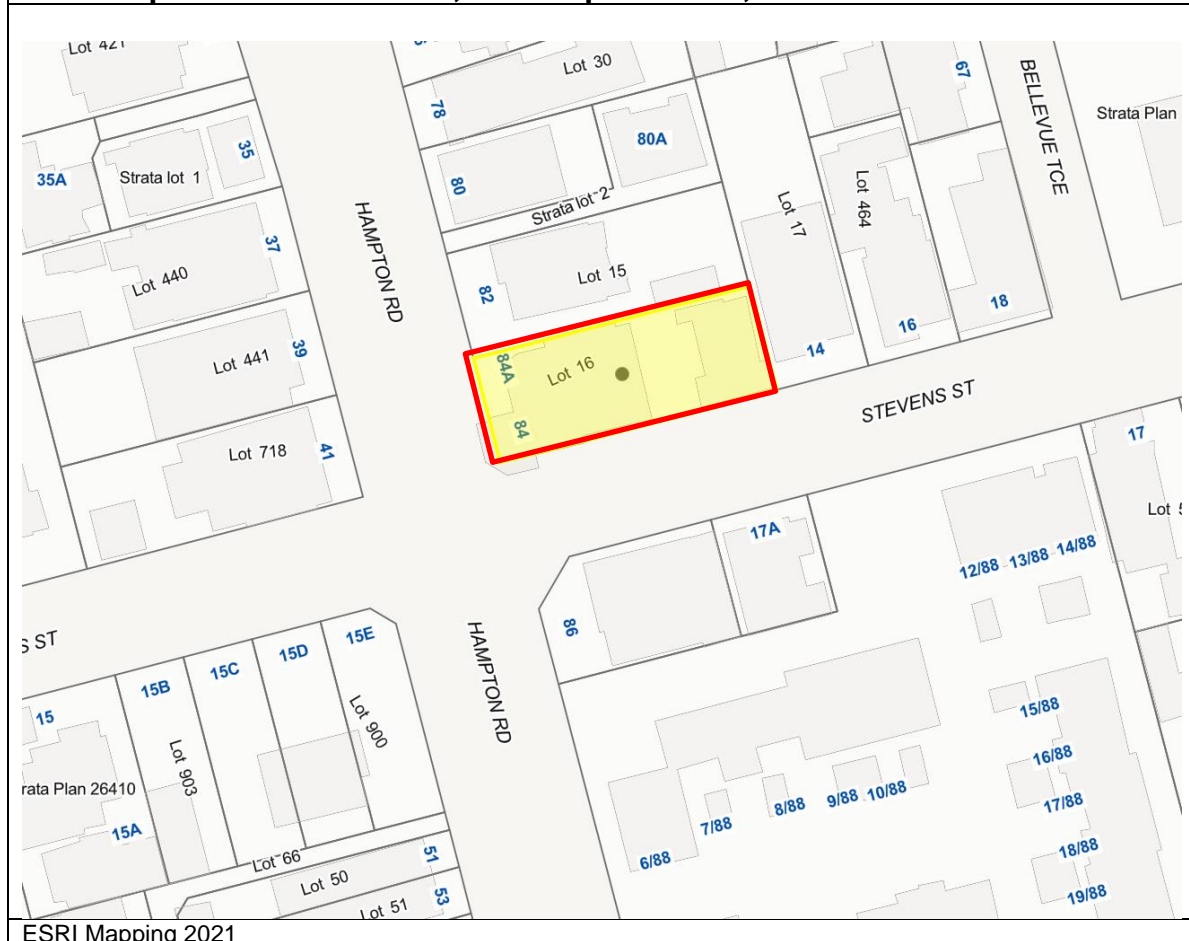 Lot 421
Lot 30
67
BELLEVUE TCE
Strata Plan
78
35
80A
35A
Strata lot 1
80
Lot 464
Strata lot 2
Lot 17
HAMPTON RD
37
Lot 440
Lot 15
82
18
16
39
Lot 441
84A
Lot 16
14
STEVENS ST
84
41
Lot 718
17
Lot
17A
12/88
13/88
14/88
86
S ST
15E
15D
15C
15B
HAMPTON RD
15
Lot 900
Lot 903
15/88
16/88
rata Plan 26410
17/88
9/88
10/88
8/88
7/88
15A
18/88
51
6/88
Lot 66
Lot 50
53
19/88
Lot 51
ESRI Mapping 2021